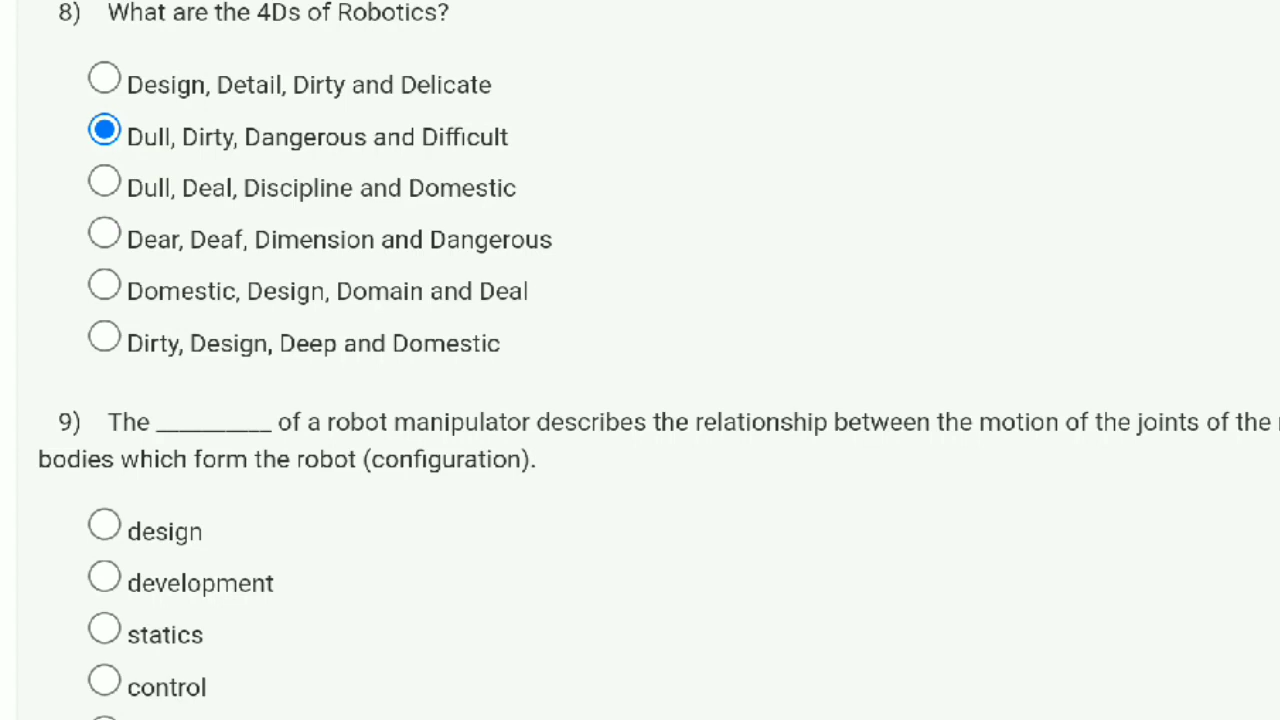 8) What are the 4Ds of Robotics?
Design, Detail, Dirty and Delicate
Dull, Dirty, Dangerous and Difficult
Dull, Deal, Discipline and Domestic
Dear, Deaf, Dimension and Dangerous
Domestic, Design, Domain and Deal
Dirty, Design, Deep and Domestic
9) The _________ of a robot manipulator describes the relationship between the motion of the joints of the
bodies which form the robot (configuration).
design
development
statics
control